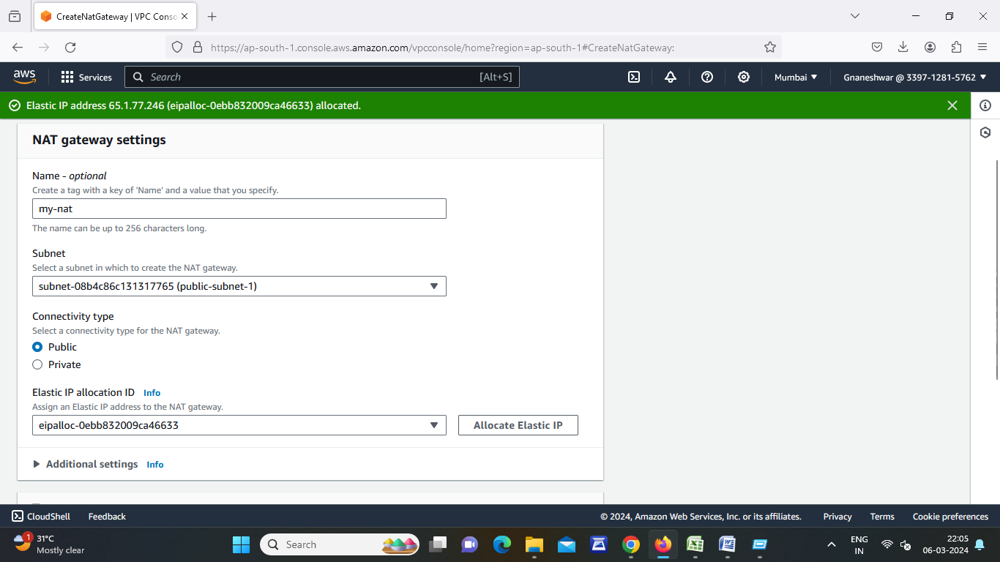 CreateNatGateway | VPC Conso
https://ap-south-1.console.aws.amazon.com/vpcconsole/home?region=ap-south-1#CreateNatGateway:
aws
Services
Search
[Alt+S]
Mumbai
Gnaneshwar @ 3397-1281-5762
Elastic IP address 65.1.77.246 (eipalloc-0ebb832009ca46633) allocated.
NAT gateway settings
Name - optional
Create a tag with a key of 'Name' and a value that you specify.
my-nat
The name can be up to 256 characters long.
Subnet
Select a subnet in which to create the NAT gateway.
subnet-08b4c86c131317765 (public-subnet-1)
Connectivity type
Select a connectivity type for the NAT gateway.
Public
Private
Elastic IP allocation ID Info
Assign an Elastic IP address to the NAT gateway.
eipalloc-0ebb832009ca46633
Allocate Elastic IP
Additional settings Info
CloudShell
Feedback
© 2024, Amazon Web Services, Inc. or its affiliates.
Privacy
Terms
Cookie preferences
1
31°C
Mostly clear
Search
ENG
IN
22:05
06-03-2024